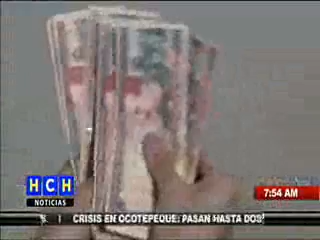 HCH
NOTICIAS
7:54 AM
CRISIS EN OCOTEPEQUE: PASAN HASTA DOS